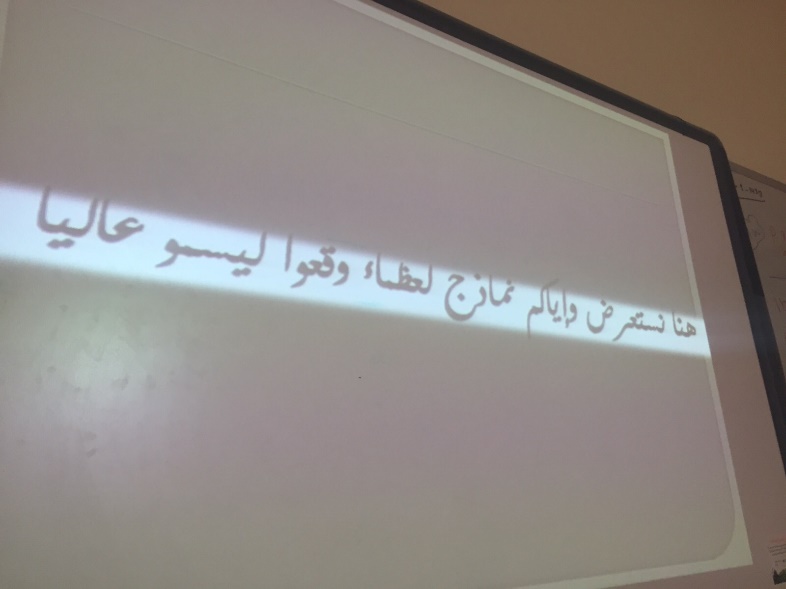 هنا نستعرض وإياكم نماذج لعظماء وقعوا ليسمو عاليا